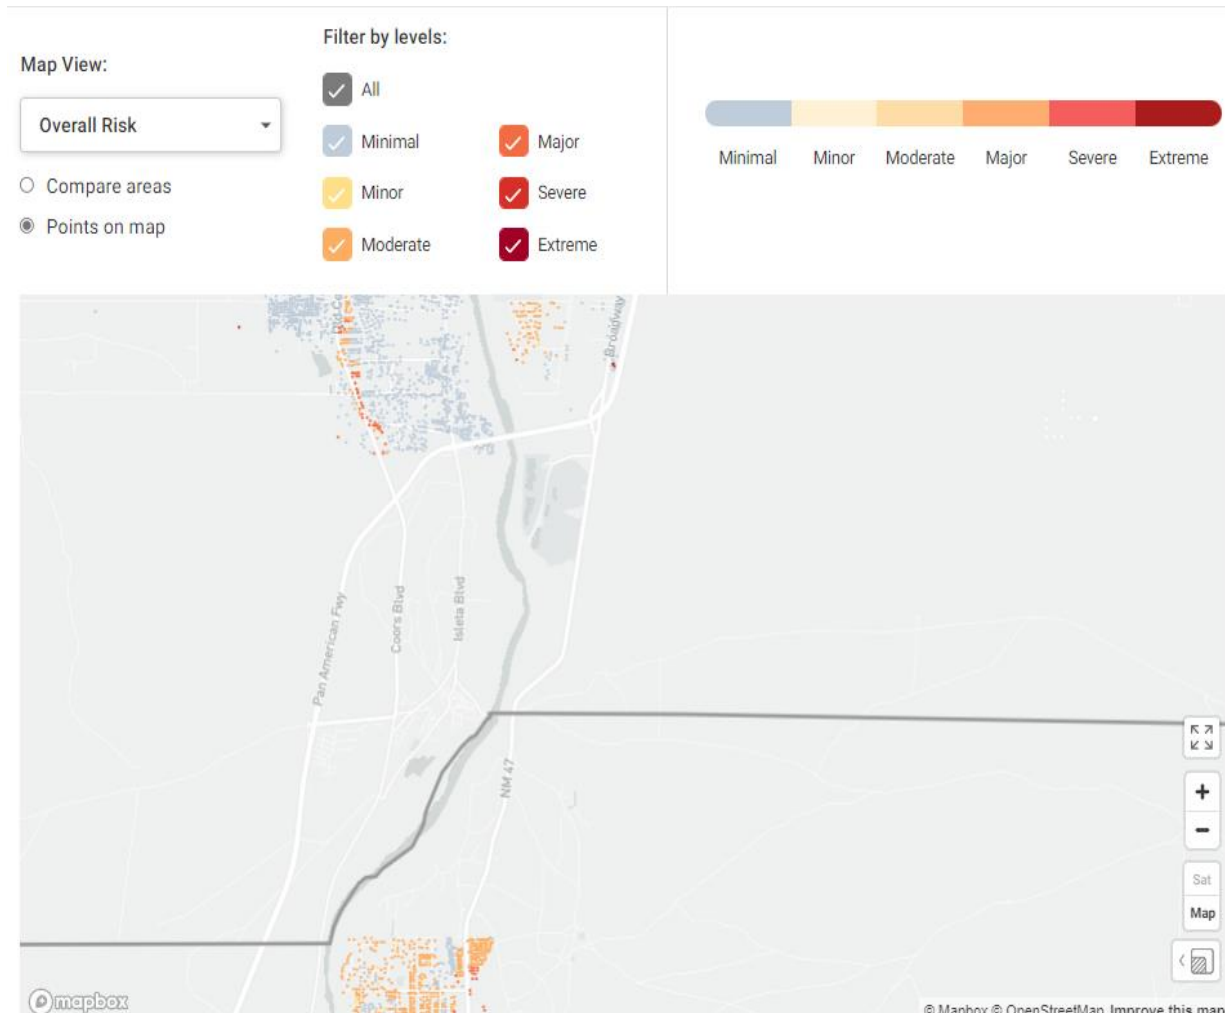 Map View:
Overall Risk
Compare areas
Points on map
Filter by levels:
All
Minimal
Minor
Moderate
Major
Severe
Extreme
Minimal Minor Moderate Major Severe Extreme
Broadway
Pan American Fwy
Coors Blvd
Isleta Blvd
NM 47
+
−
Sat
Map
mapbox
© Mapbox © OpenStreetMap Improve this map